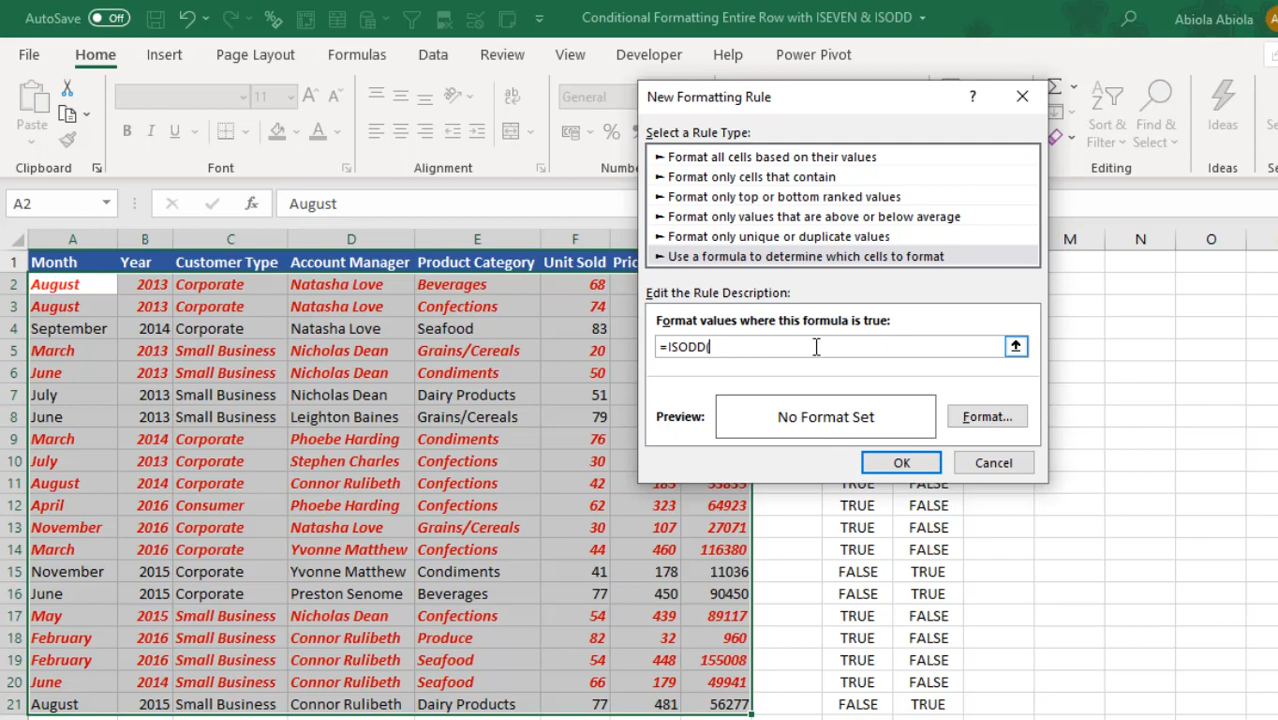 AutoSave Off Conditional Formatting Entire Row with ISEVEN & ISODD Abiola Abiola
File Home Insert Page Layout Formulas Data Review View Developer Help Power Pivot
Paste 11 General Sort & Filter Find & Select Ideas
B I U A A A %
Clipboard Font Alignment
A2 fx August
New Formatting Rule ?
Select a Rule Type:
► Format all cells based on their values
► Format only cells that contain
► Format only top or bottom ranked values
► Format only values that are above or below average
► Format only unique or duplicate values
► Use a formula to determine which cells to format
Edit the Rule Description:
Format values where this formula is true:
=ISODD(
Preview: No Format Set Format...
OK Cancel
A B C D E F M N O
1 Month Year Customer Type Account Manager Product Category Unit Sold
2 August 2013 Corporate Natasha Love Beverages 68
3 August 2013 Corporate Natasha Love Confections 74
4 September 2014 Corporate Natasha Love Seafood 83
5 March 2013 Small Business Nicholas Dean Grains/Cereals 20
6 June 2013 Small Business Nicholas Dean Condiments 50
7 July 2013 Small Business Nicholas Dean Dairy Products 51
8 June 2013 Small Business Leighton Baines Grains/Cereals 79
9 March 2014 Corporate Phoebe Harding Condiments 76
10 July 2013 Corporate Stephen Charles Confections 30
11 August 2014 Corporate Connor Rulibeth Confections 42 TRUE FALSE
12 April 2016 Consumer Phoebe Harding Confections 62 323 64923 TRUE FALSE
13 November 2016 Corporate Natasha Love Grains/Cereals 30 107 27071 TRUE FALSE
14 March 2016 Corporate Yvonne Matthew Confections 44 460 116380 TRUE FALSE
15 November 2015 Corporate Yvonne Matthew Condiments 41 178 11036 FALSE TRUE
16 June 2015 Corporate Preston Senome Beverages 77 450 90450 FALSE TRUE
17 May 2015 Small Business Nicholas Dean Confections 54 439 89117 TRUE FALSE
18 February 2016 Small Business Connor Rulibeth Produce 82 32 960 TRUE FALSE
19 February 2016 Small Business Connor Rulibeth Seafood 54 448 155008 TRUE FALSE
20 June 2014 Small Business Connor Rulibeth Seafood 66 179 49941 TRUE FALSE
21 August 2015 Small Business Connor Rulibeth Dairy Products 77 481 56277 FALSE TRUE